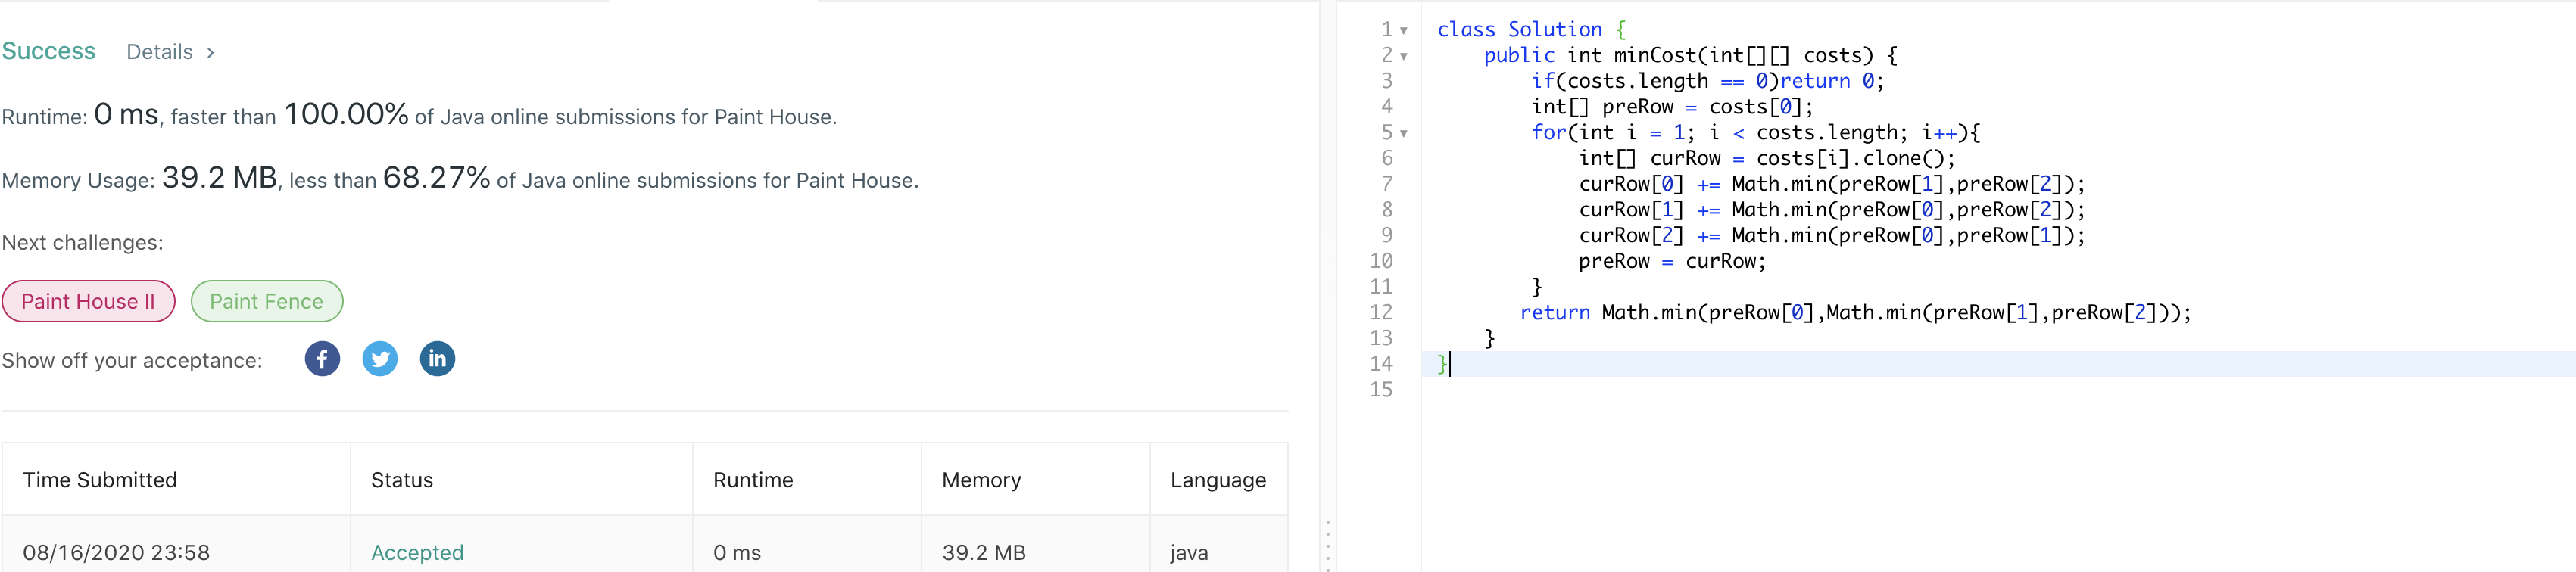 Success Details >
Runtime: 0 ms, faster than 100.00% of Java online submissions for Paint House.
Memory Usage: 39.2 MB, less than 68.27% of Java online submissions for Paint House.
Next challenges:
Paint House II Paint Fence
Show off your acceptance: f in
Time Submitted Status Runtime Memory Language
08/16/2020 23:58 Accepted 0 ms 39.2 MB java
1 class Solution {
2     public int minCost(int[][] costs) {
3         if(costs.length == 0)return 0;
4         int[] preRow = costs[0];
5         for(int i = 1; i < costs.length; i++){
6             int[] curRow = costs[i].clone();
7             curRow[0] += Math.min(preRow[1],preRow[2]);
8             curRow[1] += Math.min(preRow[0],preRow[2]);
9             curRow[2] += Math.min(preRow[0],preRow[1]);
10             preRow = curRow;
11         }
12        return Math.min(preRow[0],Math.min(preRow[1],preRow[2]));
13     }
14 }
15